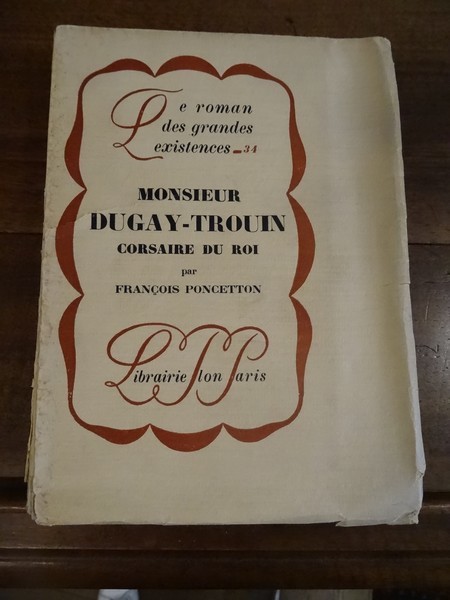 Le roman
des grandes
existences - 34
MONSIEUR
DUGAY-TROUIN
CORSAIRE DU ROI
par
FRANÇOIS PONCETTON
Librairie Plon Paris